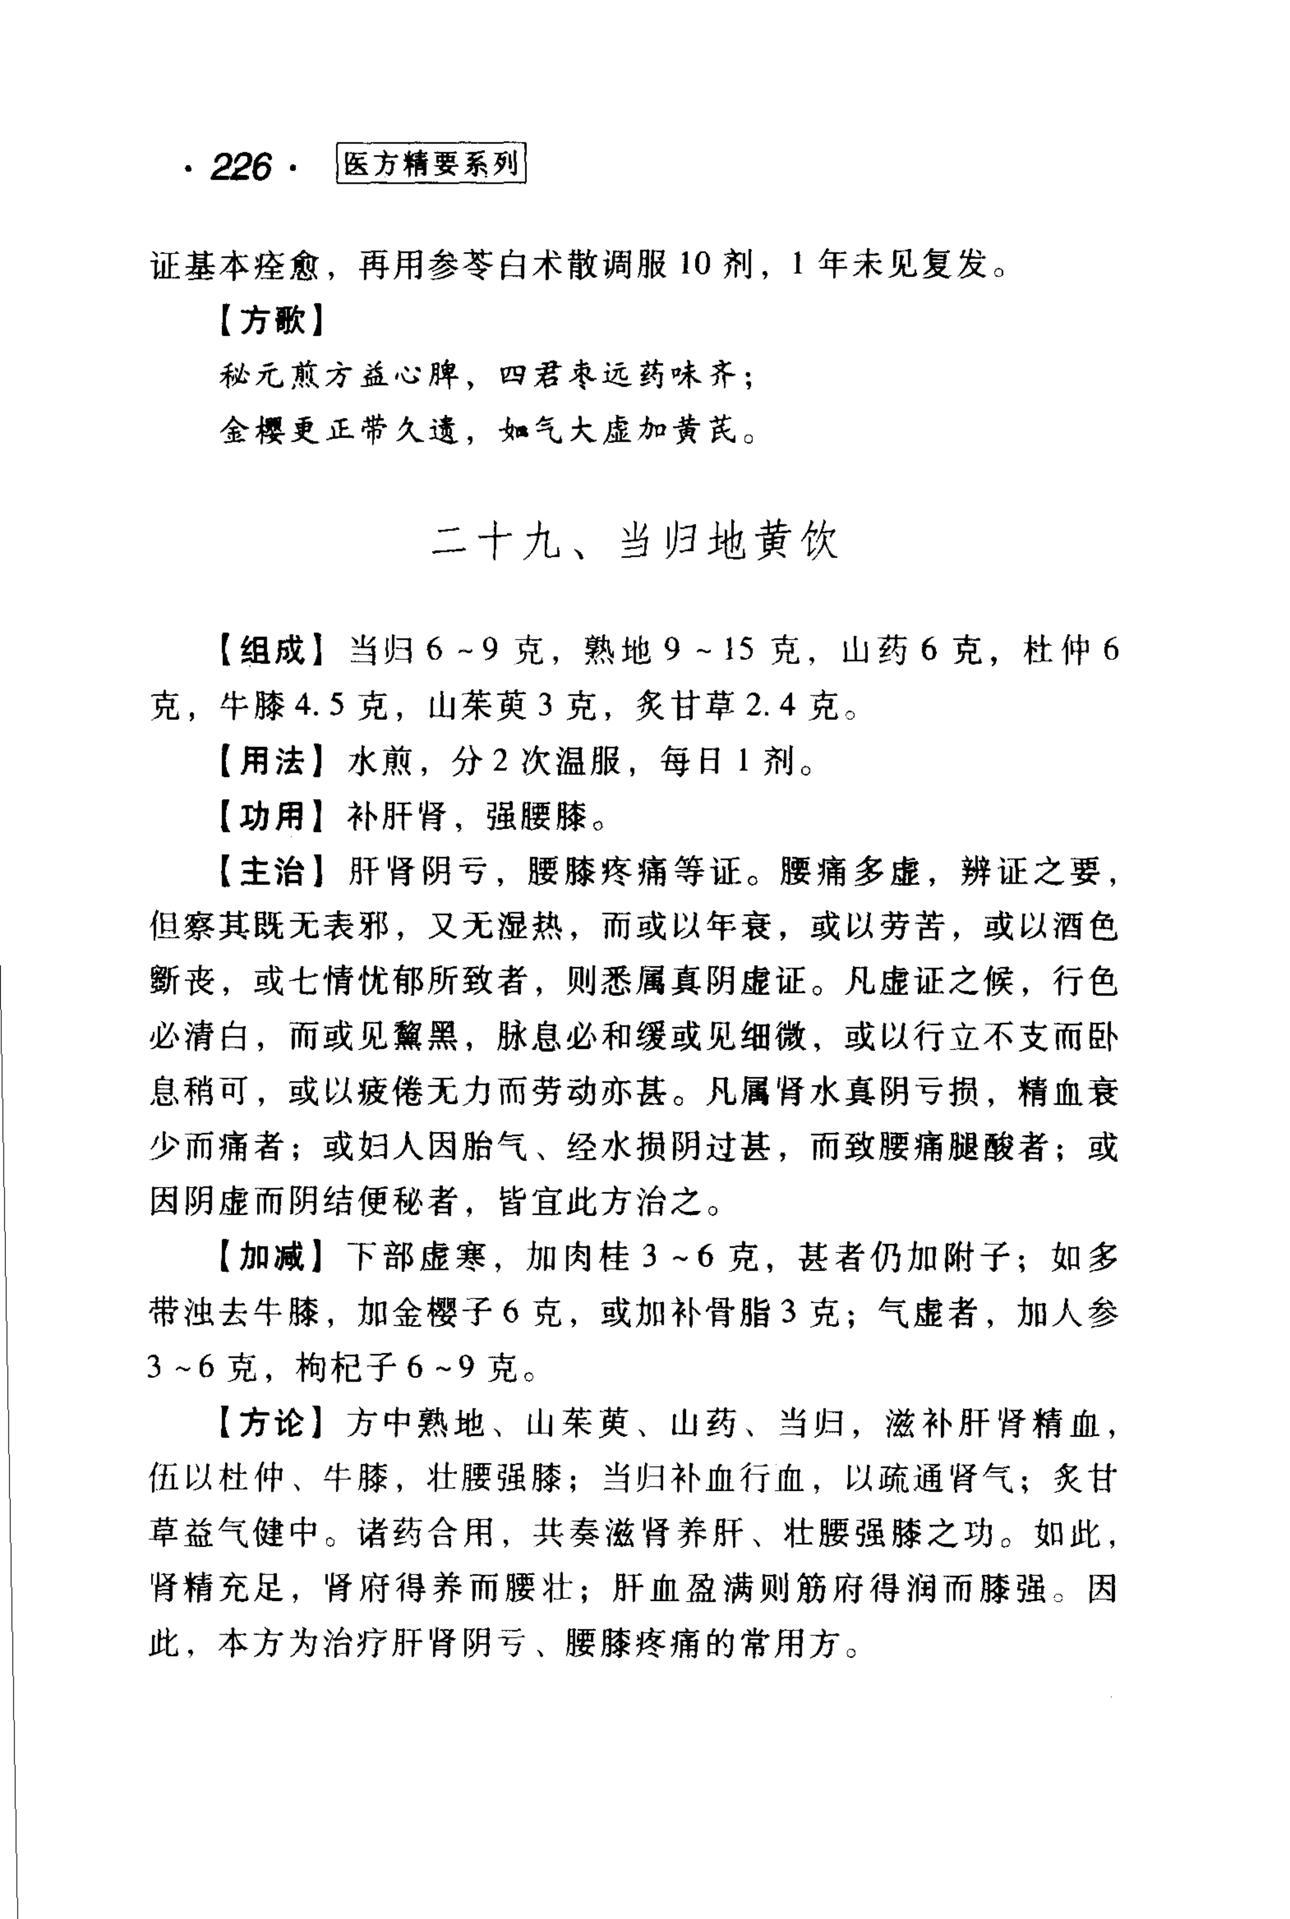 ·226· 医方精要系列
证基本痊愈，再用参苓白术散调服10剂，1年未见复发。
【方歌】
秘元煎方益心脾，四君枣远药味齐；
金樱更正带久遗，如气大虚加黄芪。
二十九、当归地黄饮
【组成】当归6~9克，熟地9~15克，山药6克，杜仲6
克，牛膝4.5克，山茱萸3克，炙甘草2.4克。
【用法】水煎，分2次温服，每日1剂。
【功用】补肝肾，强腰膝。
【主治】肝肾阴亏，腰膝疼痛等证。腰痛多虚，辨证之要，
但察其既无表邪，又无湿热，而或以年衰，或以劳苦，或以酒色
斵丧，或七情忧郁所致者，则悉属真阴虚证。凡虚证之候，行色
必清白，而或见黧黑，脉息必和缓或见细微，或以行立不支而卧
息稍可，或以疲倦无力而劳动亦甚。凡属肾水真阴亏损，精血衰
少而痛者；或妇人因胎气、经水损阴过甚，而致腰痛腿酸者；或
因阴虚而阴结便秘者，皆宜此方治之。
【加减】下部虚寒，加肉桂3~6克，甚者仍加附子；如多
带浊去牛膝，加金樱子6克，或加补骨脂3克；气虚者，加人参
3~6克，枸杞子6~9克。
【方论】方中熟地、山茱萸、山药、当归，滋补肝肾精血，
伍以杜仲、牛膝，壮腰强膝；当归补血行血，以疏通肾气；炙甘
草益气健中。诸药合用，共奏滋肾养肝、壮腰强膝之功。如此，
肾精充足，肾府得养而腰壮；肝血盈满则筋府得润而膝强。因
此，本方为治疗肝肾阴亏、腰膝疼痛的常用方。